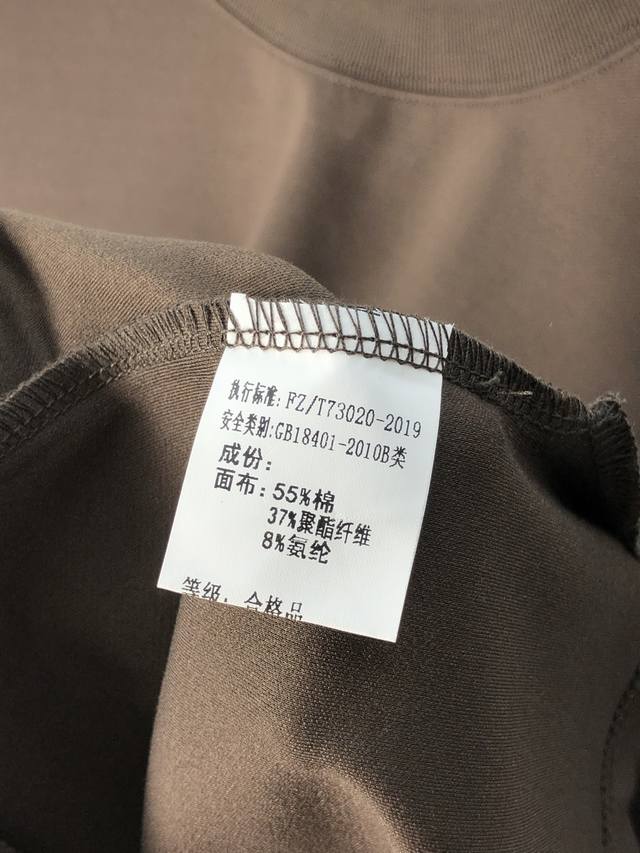 执行标准: FZ/T73020-2019
安全类别:GB18401-2010B类
成份:
面布: 55%棉
37%聚酯纤维
8%氨纶
等级: 合格品